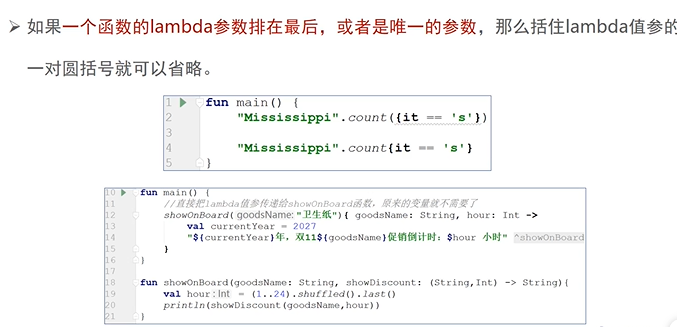 ➢ 如果一个函数的lambda参数排在最后，或者是唯一的参数，那么括住lambda值参的
一对圆括号就可以省略。
1 fun main() {
2 "Mississippi".count({it == 's'})
3
4 "Mississippi".count{it == 's'}
5 }
10 fun main() {
11 //直接把lambda值参传递给showOnBoard函数，原来的变量就不需要了
12 showOnBoard( goodsName: "卫生纸"){ goodsName: String, hour: Int ->
13 val currentYear = 2027
14 "${currentYear}年，双11${goodsName}促销倒计时：$hour 小时" ^showOnBoard
15 }
16 }
17
18 fun showOnBoard(goodsName: String, showDiscount: (String,Int) -> String){
19 val hour:Int = (1..24).shuffled().last()
20 println(showDiscount(goodsName,hour))
21 }